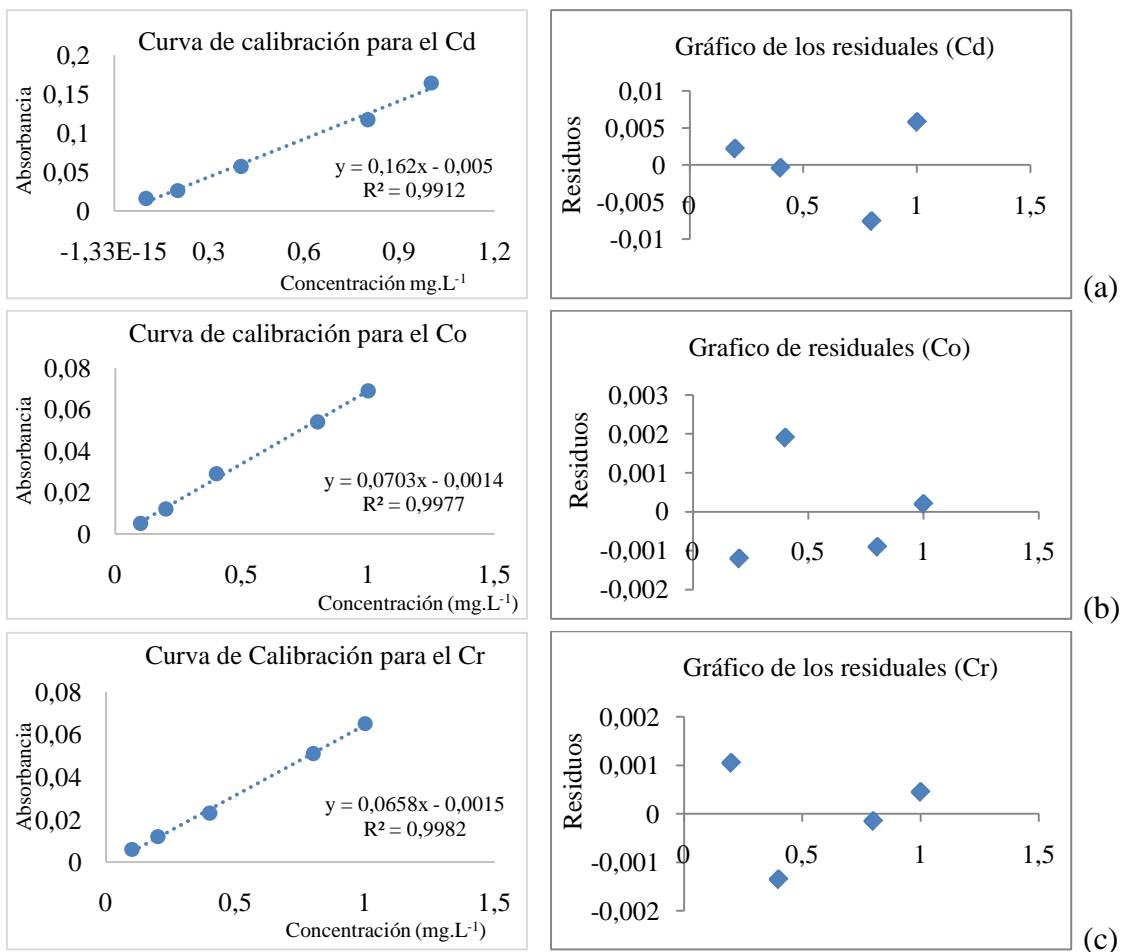 Curva de calibración para el Cd
Absorbancia
0,2
0,15
0,1
0,05
0
y = 0,162x - 0,005
R² = 0,9912
-1,33E-15 0,3 0,6 0,9 1,2
Concentración mg.L⁻¹
Gráfico de los residuales (Cd)
Residuos
0,01
0,005
0
-0,005
-0,01
0 0,5 1 1,5
(a)
Curva de calibración para el Co
Absorbancia
0,08
0,06
0,04
0,02
0
y = 0,0703x - 0,0014
R² = 0,9977
0 0,5 1 1,5
Concentración (mg.L⁻¹)
Grafico de residuales (Co)
Residuos
0,003
0,002
0,001
0
-0,001
-0,002
0 0,5 1 1,5
(b)
Curva de Calibración para el Cr
Absorbancia
0,08
0,06
0,04
0,02
0
y = 0,0658x - 0,0015
R² = 0,9982
0 0,5 1 1,5
Concentración (mg.L⁻¹)
Gráfico de los residuales (Cr)
Residuos
0,002
0,001
0
-0,001
-0,002
0 0,5 1 1,5
(c)